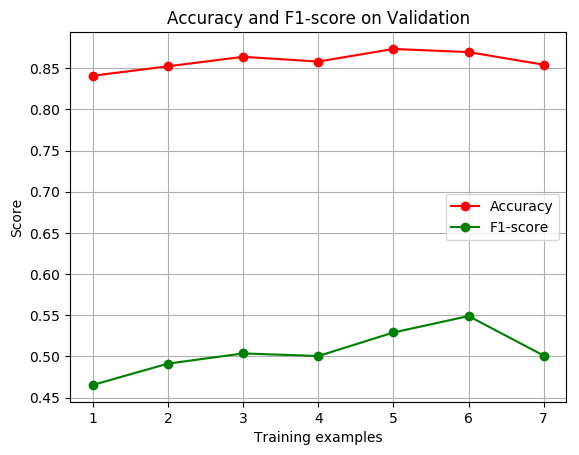 Accuracy and F1-score on Validation
Score
0.85
0.80
0.75
0.70
0.65
0.60
0.55
0.50
0.45
Accuracy
F1-score
1 2 3 4 5 6 7
Training examples